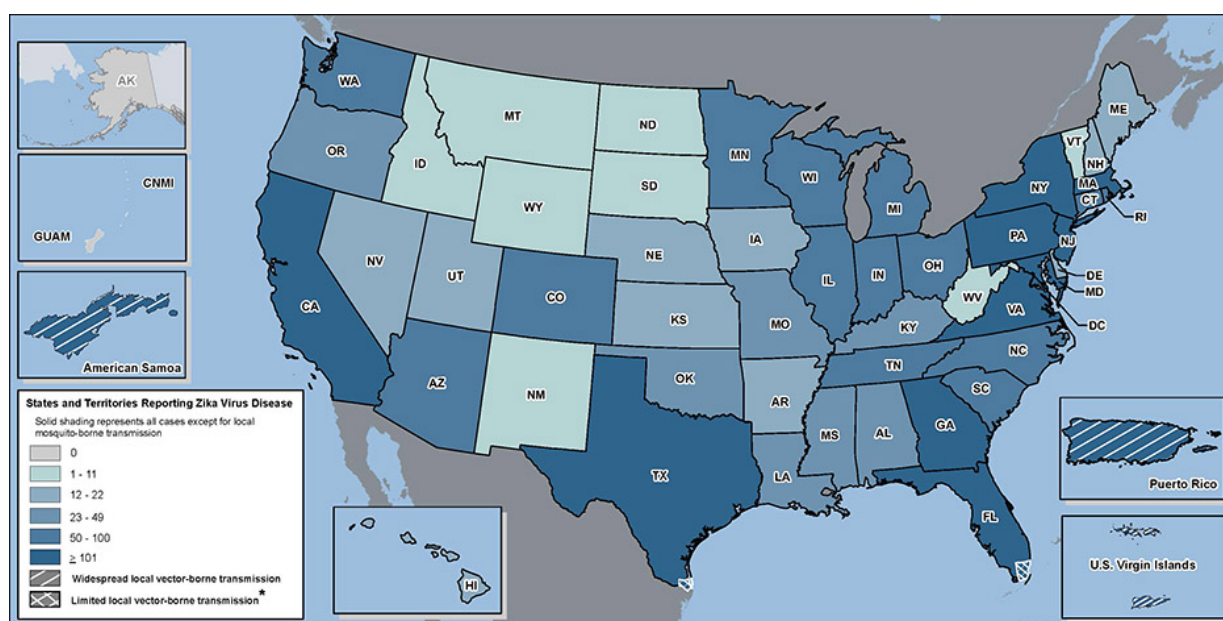 AK
CNMI
GUAM
American Samoa
States and Territories Reporting Zika Virus Disease
Solid shading represents all cases except for local
mosquito-borne transmission
0
1 - 11
12 - 22
23 - 49
50 - 100
≥ 101
Widespread local vector-borne transmission
Limited local vector-borne transmission*
WA
MT
ND
MN
ME
VT
NH
OR
ID
SD
WI
NY
MA
WY
MI
CT
RI
IA
PA
NJ
NE
NV
UT
OH
IL
IN
DE
MD
CA
CO
WV
VA
KS
MO
KY
DC
NC
TN
AZ
OK
NM
AR
SC
MS
AL
GA
TX
LA
FL
HI
Puerto Rico
U.S. Virgin Islands